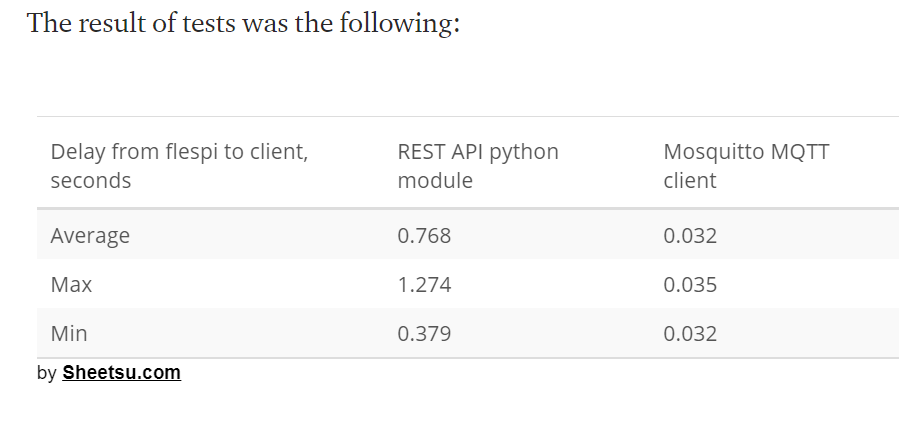 The result of tests was the following:
Delay from flespi to client, seconds REST API python module Mosquitto MQTT client
Average 0.768 0.032
Max 1.274 0.035
Min 0.379 0.032
by Sheetsu.com